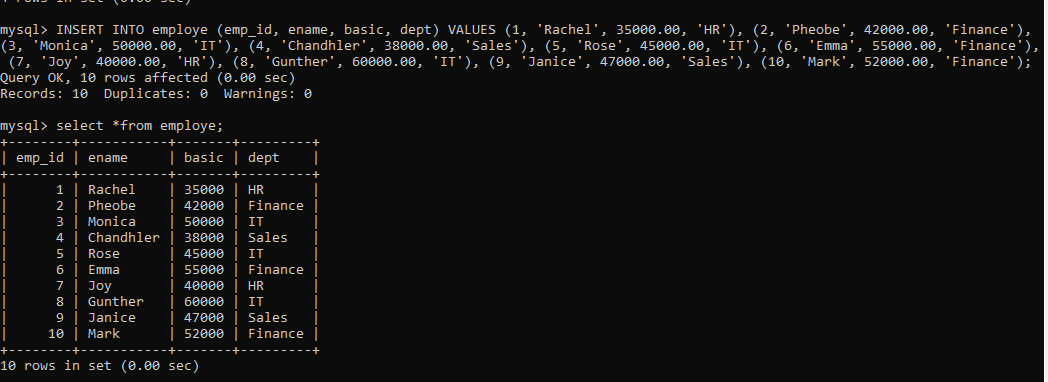 mysql> INSERT INTO employe (emp_id, ename, basic, dept) VALUES (1, 'Rachel', 35000.00, 'HR'), (2, 'Pheobe', 42000.00, 'Finance'),
(3, 'Monica', 50000.00, 'IT'), (4, 'Chandhler', 38000.00, 'Sales'), (5, 'Rose', 45000.00, 'IT'), (6, 'Emma', 55000.00, 'Finance'),
(7, 'Joy', 40000.00, 'HR'), (8, 'Gunther', 60000.00, 'IT'), (9, 'Janice', 47000.00, 'Sales'), (10, 'Mark', 52000.00, 'Finance');
Query OK, 10 rows affected (0.00 sec)
Records: 10  Duplicates: 0  Warnings: 0

mysql> select *from employe;
+--------+-----------+-------+---------+
| emp_id | ename     | basic | dept    |
+--------+-----------+-------+---------+
|      1 | Rachel    | 35000 | HR      |
|      2 | Pheobe    | 42000 | Finance |
|      3 | Monica    | 50000 | IT      |
|      4 | Chandhler | 38000 | Sales   |
|      5 | Rose      | 45000 | IT      |
|      6 | Emma      | 55000 | Finance |
|      7 | Joy       | 40000 | HR      |
|      8 | Gunther   | 60000 | IT      |
|      9 | Janice    | 47000 | Sales   |
|     10 | Mark      | 52000 | Finance |
+--------+-----------+-------+---------+
10 rows in set (0.00 sec)